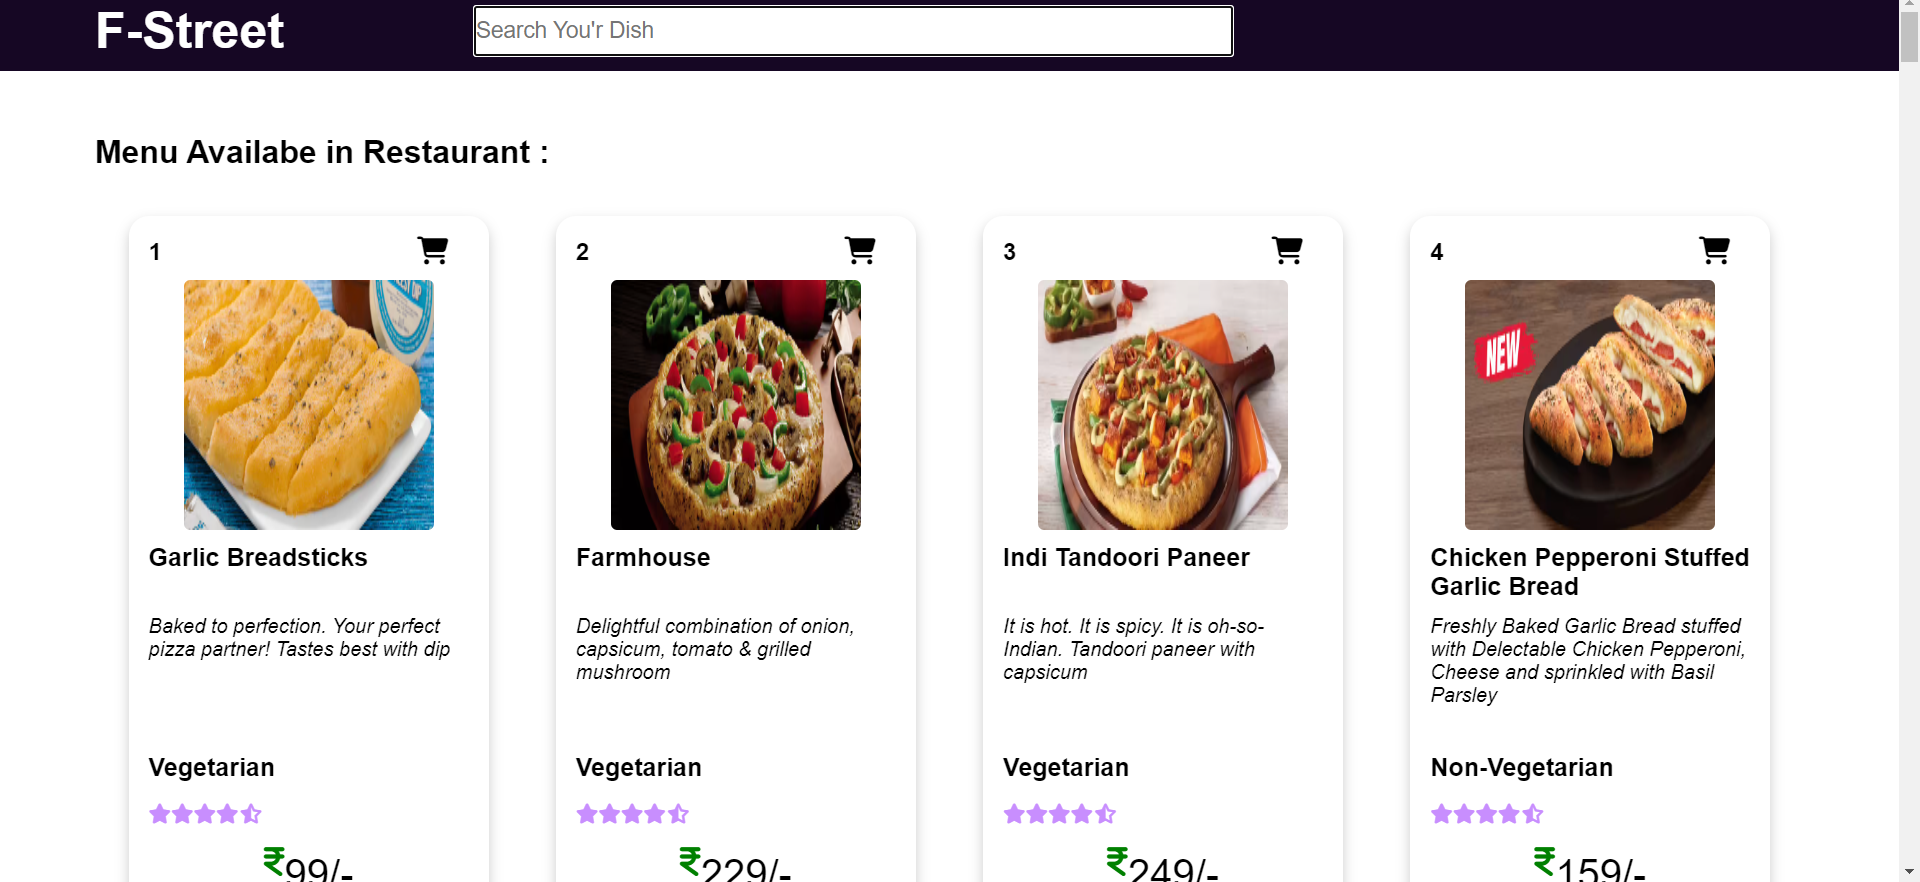 F-Street
Search You'r Dish
Menu Availabe in Restaurant :
1
Garlic Breadsticks
Baked to perfection. Your perfect
pizza partner! Tastes best with dip
Vegetarian
₹99/-
2
Farmhouse
Delightful combination of onion,
capsicum, tomato & grilled
mushroom
Vegetarian
₹229/-
3
Indi Tandoori Paneer
It is hot. It is spicy. It is oh-so-
Indian. Tandoori paneer with
capsicum
Vegetarian
₹249/-
4
NEW
Chicken Pepperoni Stuffed
Garlic Bread
Freshly Baked Garlic Bread stuffed
with Delectable Chicken Pepperoni,
Cheese and sprinkled with Basil
Parsley
Non-Vegetarian
₹159/-